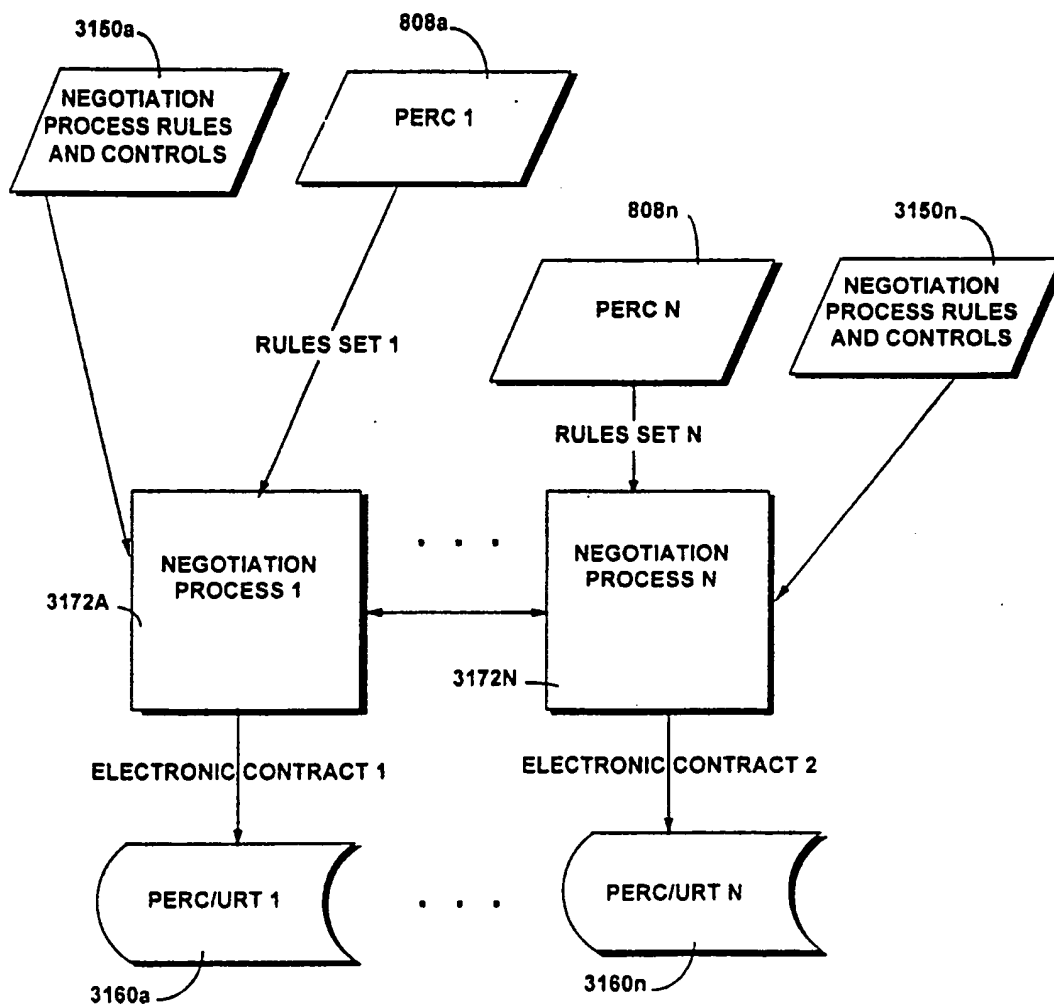 3150a
808a
NEGOTIATION
PROCESS RULES
AND CONTROLS
PERC 1
808n
3150n
PERC N
NEGOTIATION
PROCESS RULES
AND CONTROLS
RULES SET 1
RULES SET N
NEGOTIATION
PROCESS 1
. . .
NEGOTIATION
PROCESS N
3172A
3172N
ELECTRONIC CONTRACT 1
ELECTRONIC CONTRACT 2
PERC/URT 1
. . .
PERC/URT N
3160a
3160n